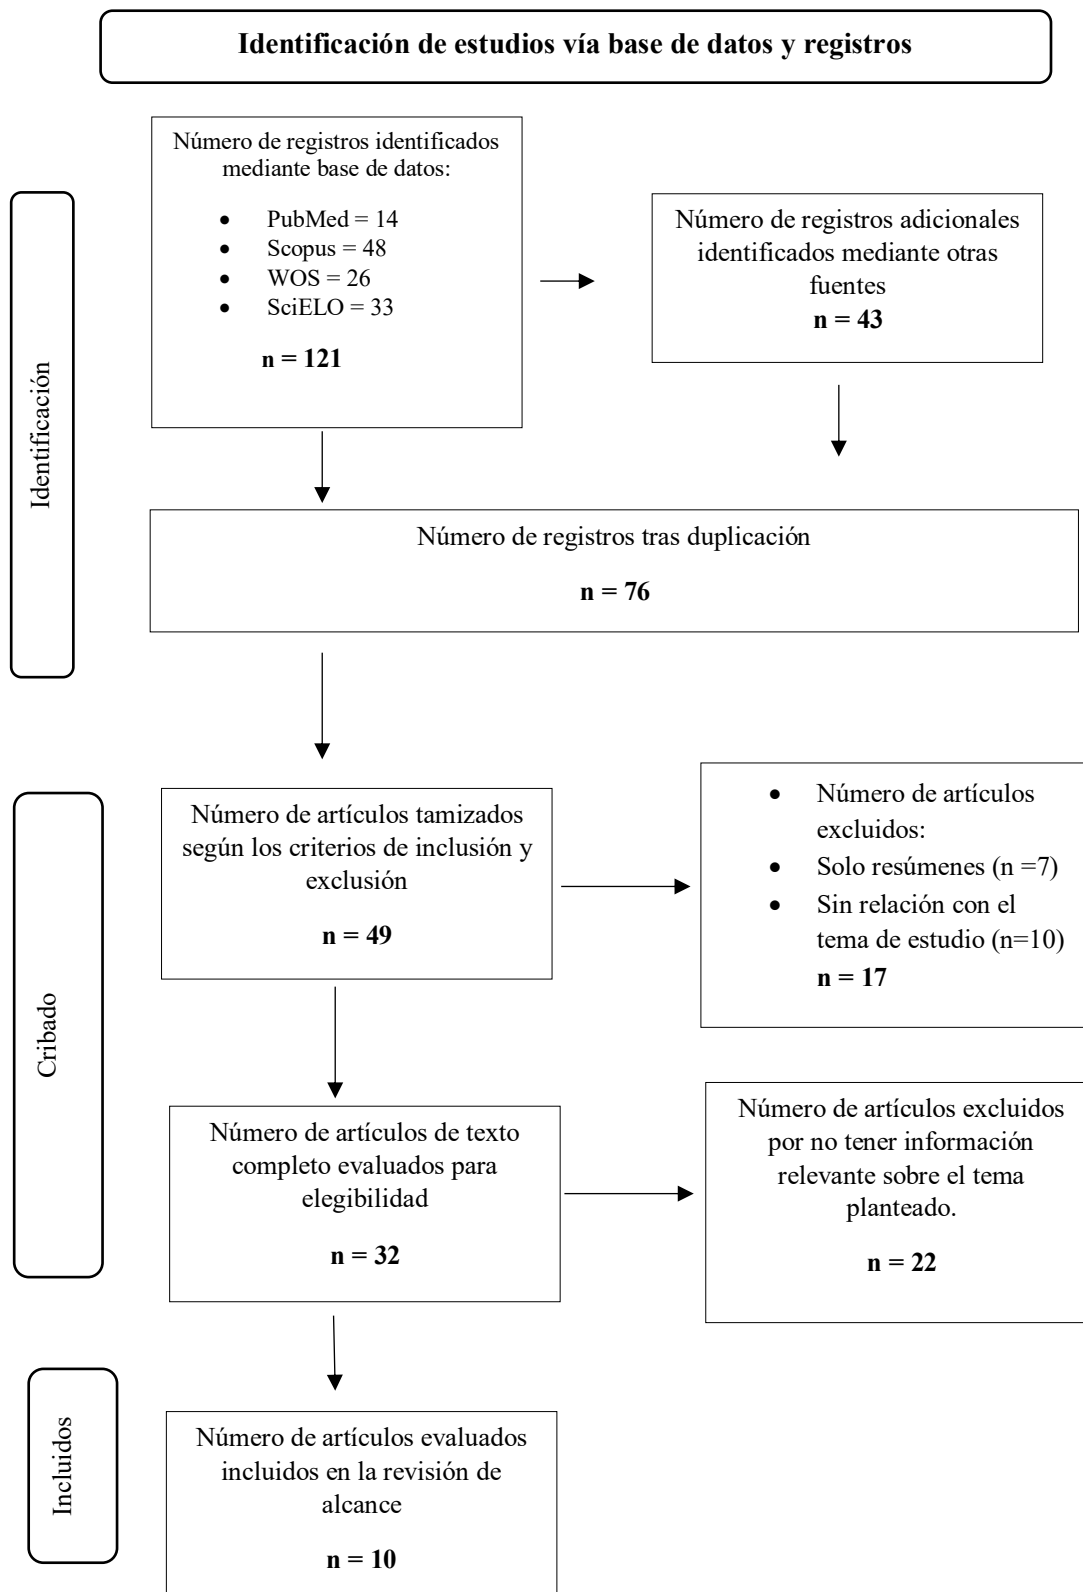 Identificación de estudios vía base de datos y registros
Identificación
Número de registros identificados
mediante base de datos:
• PubMed = 14
• Scopus = 48
• WOS = 26
• SciELO = 33
n = 121
Número de registros adicionales
identificados mediante otras
fuentes
n = 43
Número de registros tras duplicación
n = 76
Cribado
Número de artículos tamizados
según los criterios de inclusión y
exclusión
n = 49
• Número de artículos
excluidos:
• Solo resúmenes (n =7)
• Sin relación con el
tema de estudio (n=10)
n = 17
Número de artículos de texto
completo evaluados para
elegibilidad
n = 32
Número de artículos excluidos
por no tener información
relevante sobre el tema
planteado.
n = 22
Incluidos
Número de artículos evaluados
incluidos en la revisión de
alcance
n = 10